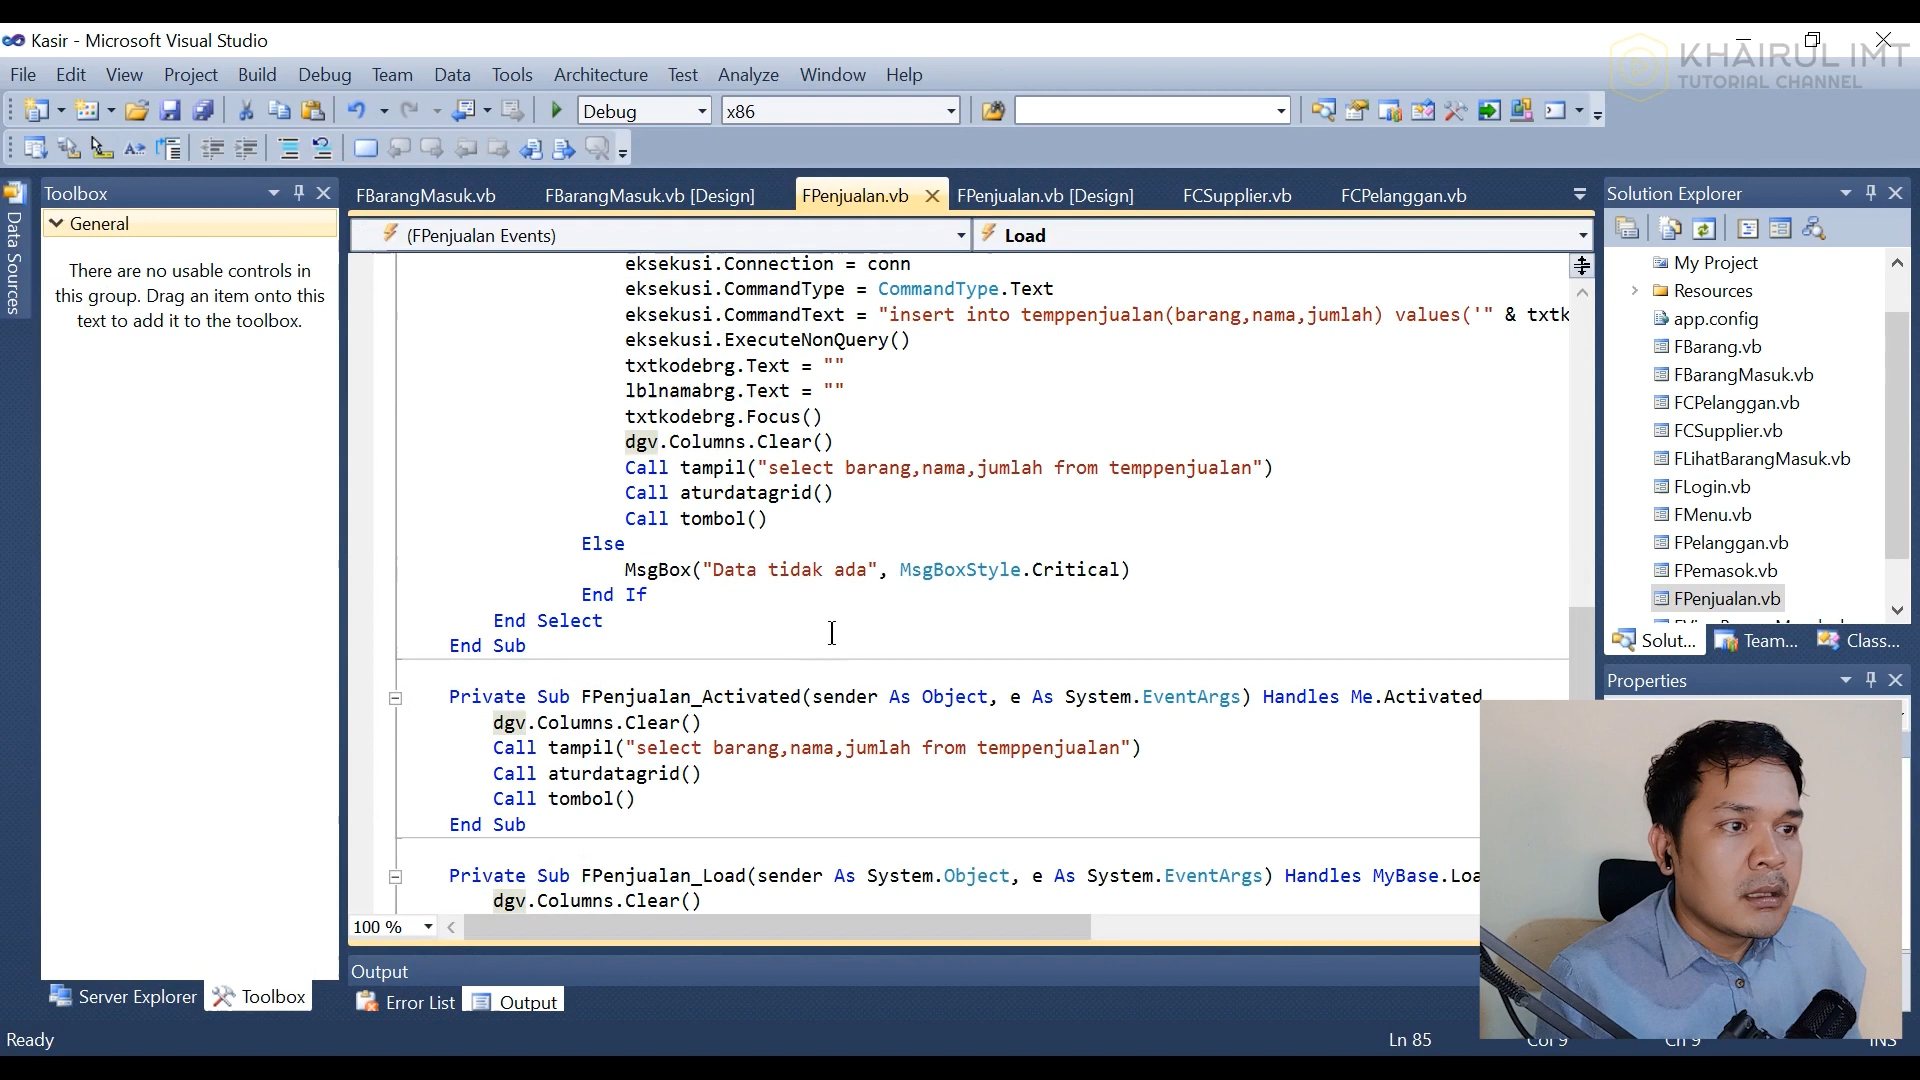 Kasir - Microsoft Visual Studio
KHAIRUL IMT
TUTORIAL CHANNEL
File Edit View Project Build Debug Team Data Tools Architecture Test Analyze Window Help
Debug x86
Data Sources
Toolbox
General
There are no usable controls in
this group. Drag an item onto this
text to add it to the toolbox.
Server Explorer Toolbox
FBarangMasuk.vb FBarangMasuk.vb [Design] FPenjualan.vb FPenjualan.vb [Design] FCSupplier.vb FCPelanggan.vb
(FPenjualan Events) Load
eksekusi.Connection = conn
eksekusi.CommandType = CommandType.Text
eksekusi.CommandText = "insert into temppenjualan(barang,nama,jumlah) values('" & txtk
eksekusi.ExecuteNonQuery()
txtkodebrg.Text = ""
lblnamabrg.Text = ""
txtkodebrg.Focus()
dgv.Columns.Clear()
Call tampil("select barang,nama,jumlah from temppenjualan")
Call aturdatagrid()
Call tombol()
Else
MsgBox("Data tidak ada", MsgBoxStyle.Critical)
End If
End Select
End Sub
Private Sub FPenjualan_Activated(sender As Object, e As System.EventArgs) Handles Me.Activated
dgv.Columns.Clear()
Call tampil("select barang,nama,jumlah from temppenjualan")
Call aturdatagrid()
Call tombol()
End Sub
Private Sub FPenjualan_Load(sender As System.Object, e As System.EventArgs) Handles MyBase.Loa
dgv.Columns.Clear()
100 %
Output
Error List Output
Solution Explorer
My Project
Resources
app.config
FBarang.vb
FBarangMasuk.vb
FCPelanggan.vb
FCSupplier.vb
FLihatBarangMasuk.vb
FLogin.vb
FMenu.vb
FPelanggan.vb
FPemasok.vb
FPenjualan.vb
Solut... Team... Class...
Properties
Ready Ln 85 Col 9 Ch 9 INS